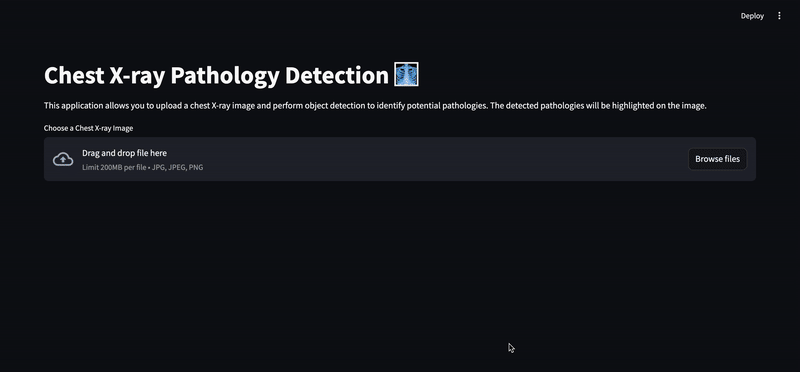 Deploy
Chest X-ray Pathology Detection 🩻
This application allows you to upload a chest X-ray image and perform object detection to identify potential pathologies. The detected pathologies will be highlighted on the image.
Choose a Chest X-ray Image
Drag and drop file here
Limit 200MB per file • JPG, JPEG, PNG
Browse files